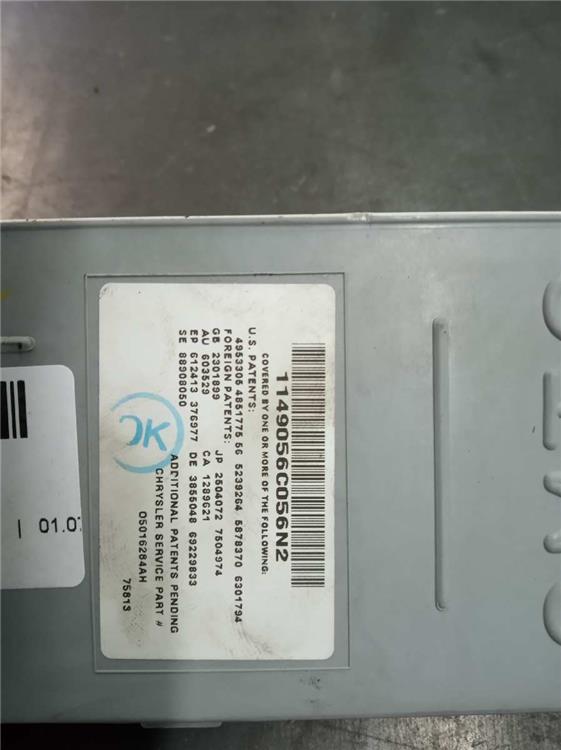 1149056C056N2
COVERED BY ONE OR MORE OF THE FOLLOWING:
U.S. PATENTS:
4953305 4851775 56 5239264 5878370 6301794
FOREIGN PATENTS:
GB 2301899 JP 2504072 7504974
AU 603529 CA 1289621
EP 612413 376977 DE 3855048 69229833
SE 88908050
ADDITIONAL PATENTS PENDING
CHRYSLER SERVICE PART #
05016284AH
75813
OK
| 01.07